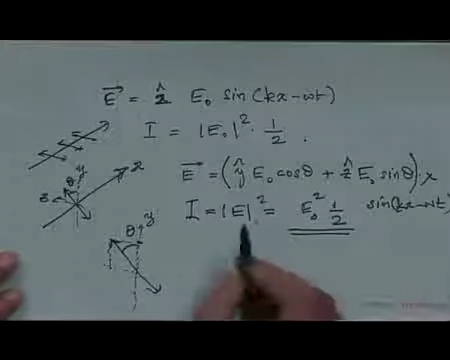 E⃗ = ẑ E₀ sin(kx-ωt)
I = |E₀|² · 1/2 .
E⃗ = (ŷ E₀ cosθ + ẑ E₀ sinθ) · x
I = |E|² = E₀² 1/2 sin(kx-ωt)
x
y
z
θ
θ
y